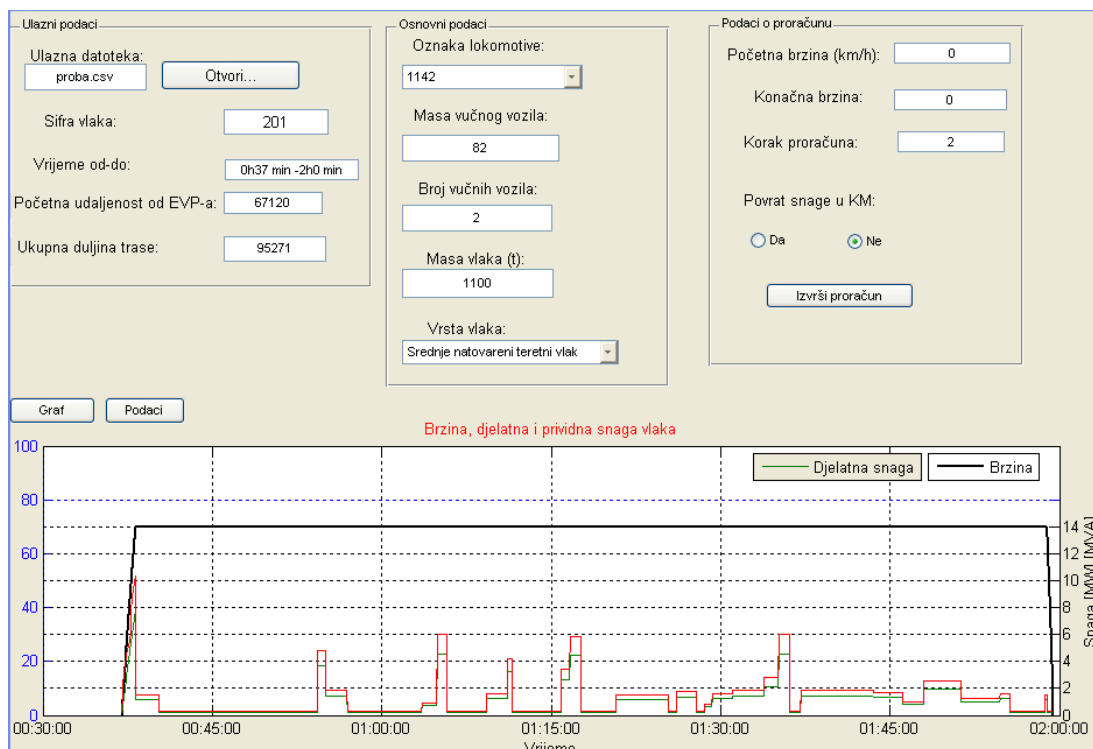 Ulazni podaci
Ulazna datoteka:
proba.csv
Otvori...
Sifra vlaka:
201
Vrijeme od-do:
0h37 min -2h0 min
Početna udaljenost od EVP-a:
67120
Ukupna duljina trase:
95271
Osnovni podaci
Oznaka lokomotive:
1142
Masa vučnog vozila:
82
Broj vučnih vozila:
2
Masa vlaka (t):
1100
Vrsta vlaka:
Srednje natovareni teretni vlak
Podaci o proračunu
Početna brzina (km/h):
0
Konačna brzina:
0
Korak proračuna:
2
Povrat snage u KM:
Da
Ne
Izvrši proračun
Graf
Podaci
Brzina, djelatna i prividna snaga vlaka
Djelatna snaga
Brzina
100
80
60
40
20
0
14
12
10
8
6
4
2
0
Snaga [MW] [MVA]
00:30:00
00:45:00
01:00:00
01:15:00
01:30:00
01:45:00
02:00:00
Vrijeme